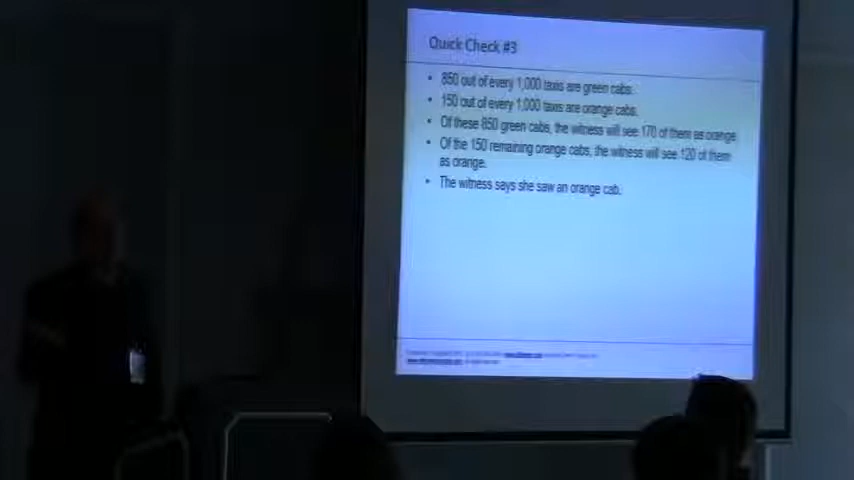 Quick Check #3
• 850 out of every 1,000 taxis are green cabs.
• 150 out of every 1,000 taxis are orange cabs.
• Of these 850 green cabs, the witness will see 170 of them as orange.
• Of the 150 remaining orange cabs, the witness will see 120 of them
as orange.
• The witness says she saw an orange cab.